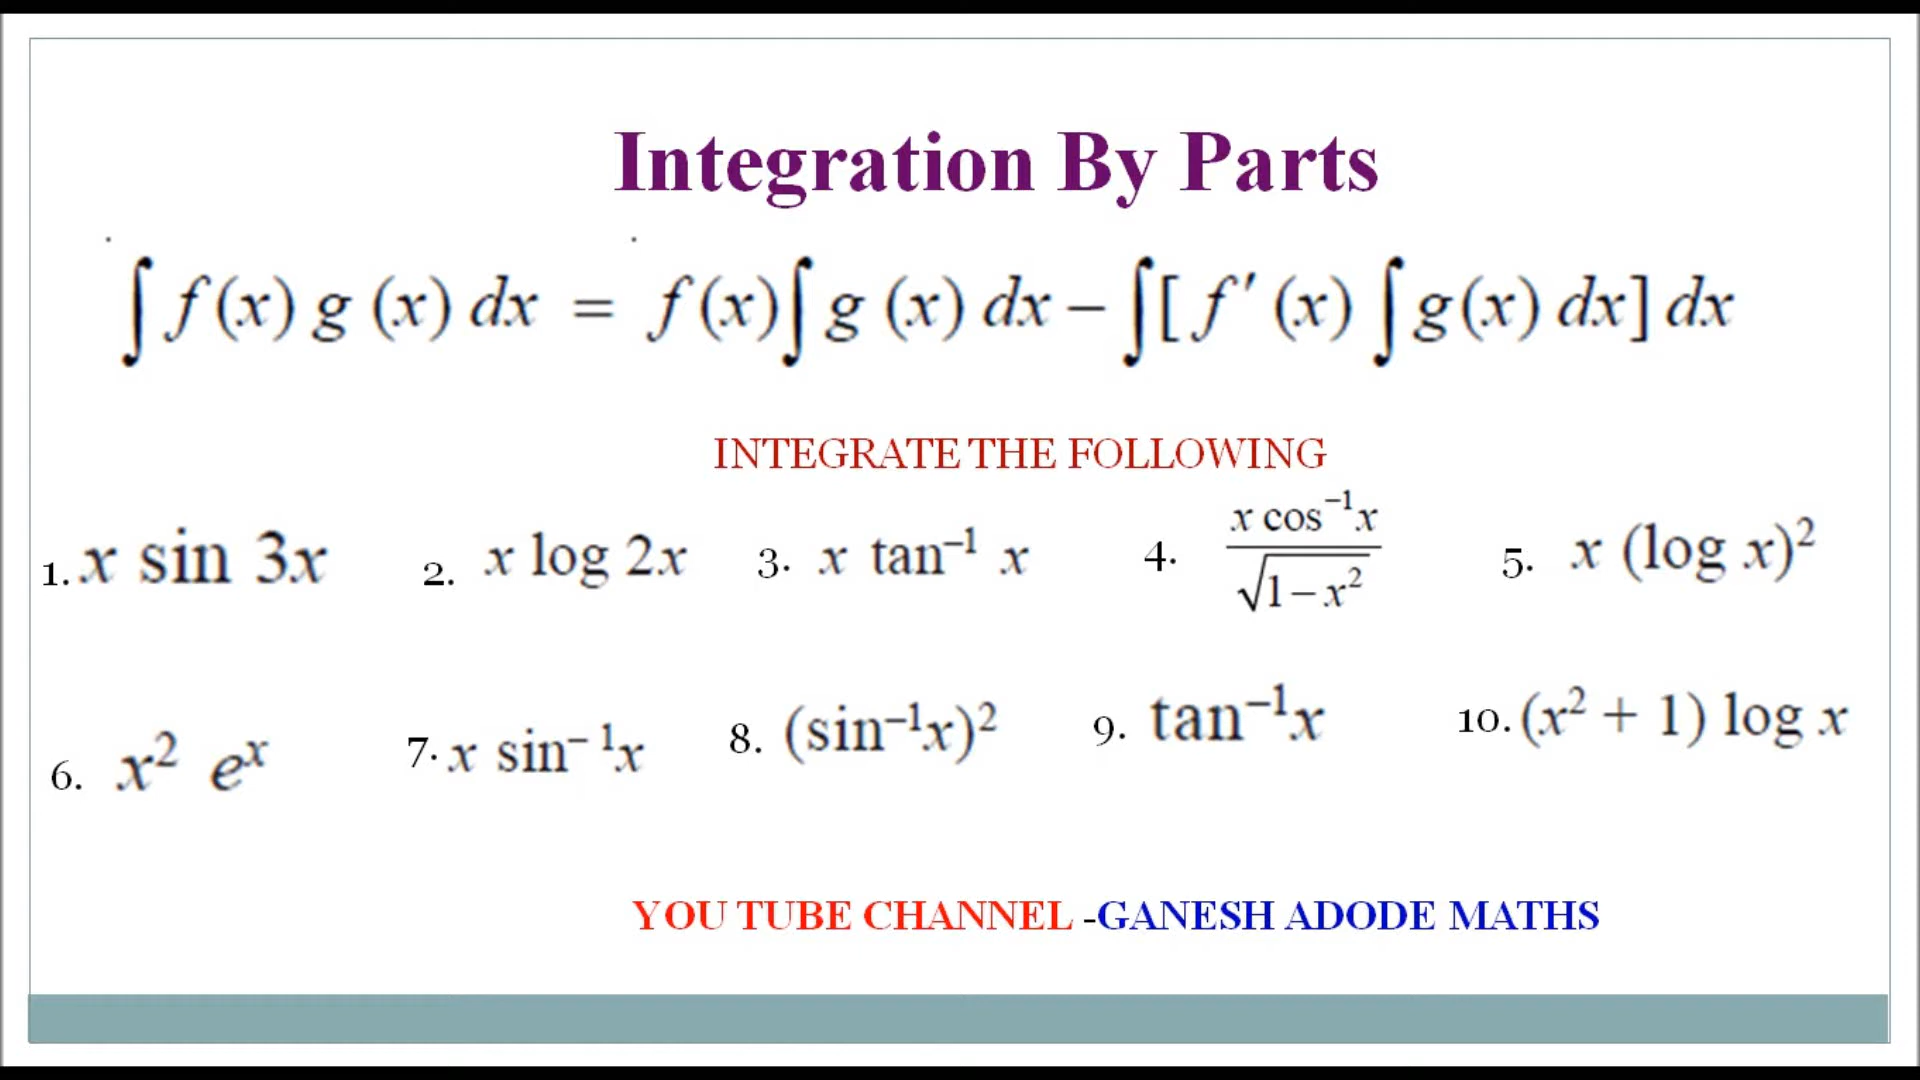 Integration By Parts
∫ f(x) g (x) dx = f(x)∫ g (x) dx – ∫[ f′ (x) ∫ g(x) dx] dx
INTEGRATE THE FOLLOWING
1. x sin 3x 2. x log 2x 3. x tan⁻¹ x 4. x cos⁻¹x / √(1 – x²) 5. x (log x)²
6. x² eˣ 7. x sin⁻¹x 8. (sin⁻¹x)² 9. tan⁻¹x 10. (x² + 1) log x
YOU TUBE CHANNEL -GANESH ADODE MATHS